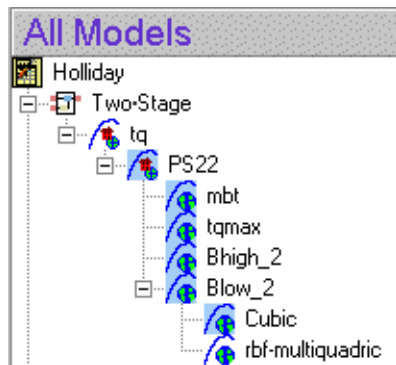 All Models
Holliday
Two-Stage
tq
PS22
mbt
tqmax
Bhigh_2
Blow_2
Cubic
rbf-multiquadric